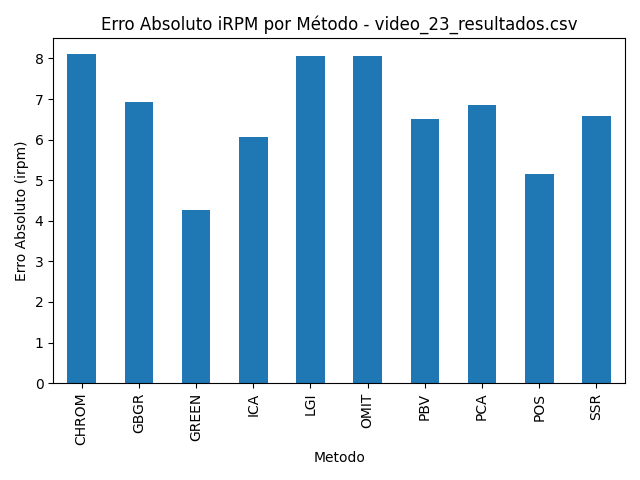 Erro Absoluto iRPM por Método - video_23_resultados.csv
Erro Absoluto (irpm)
8
7
6
5
4
3
2
1
0
CHROM
GBGR
GREEN
ICA
LGI
OMIT
PBV
PCA
POS
SSR
Metodo